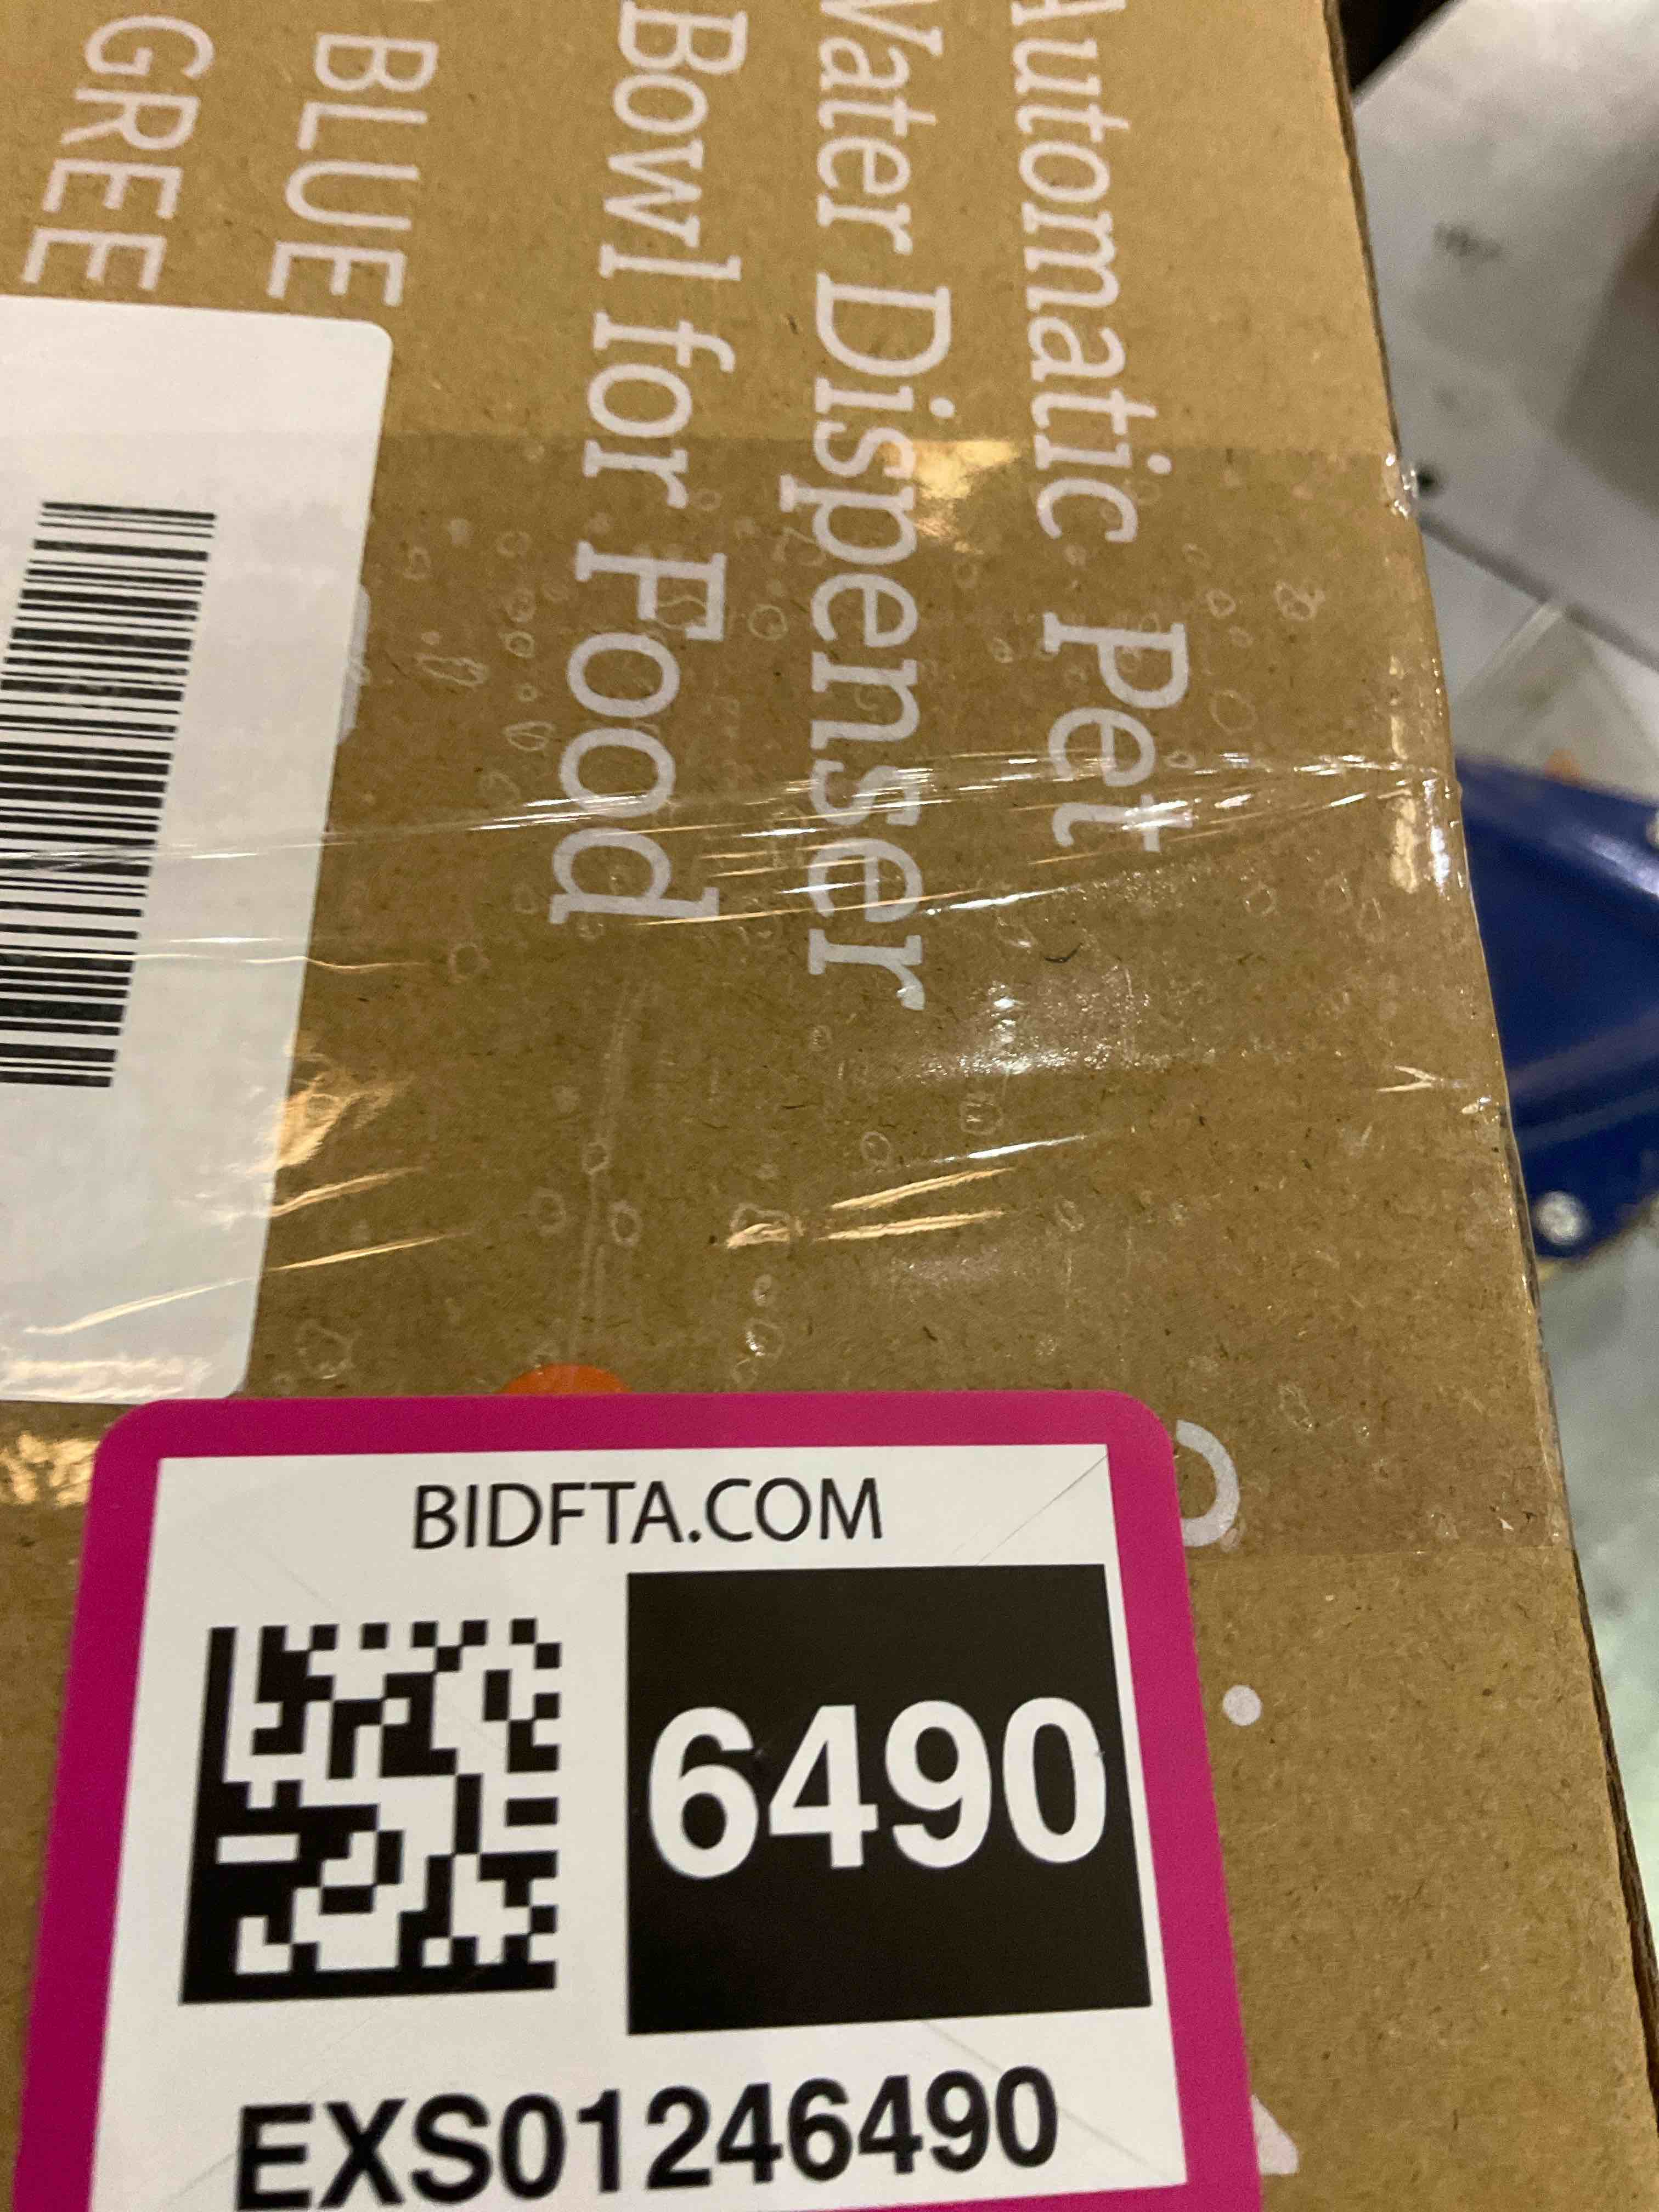 Automatic Pet
Water Dispenser
Bowl for Food
BLUE
GREE
BIDFTA.COM
6490
EXS01246490